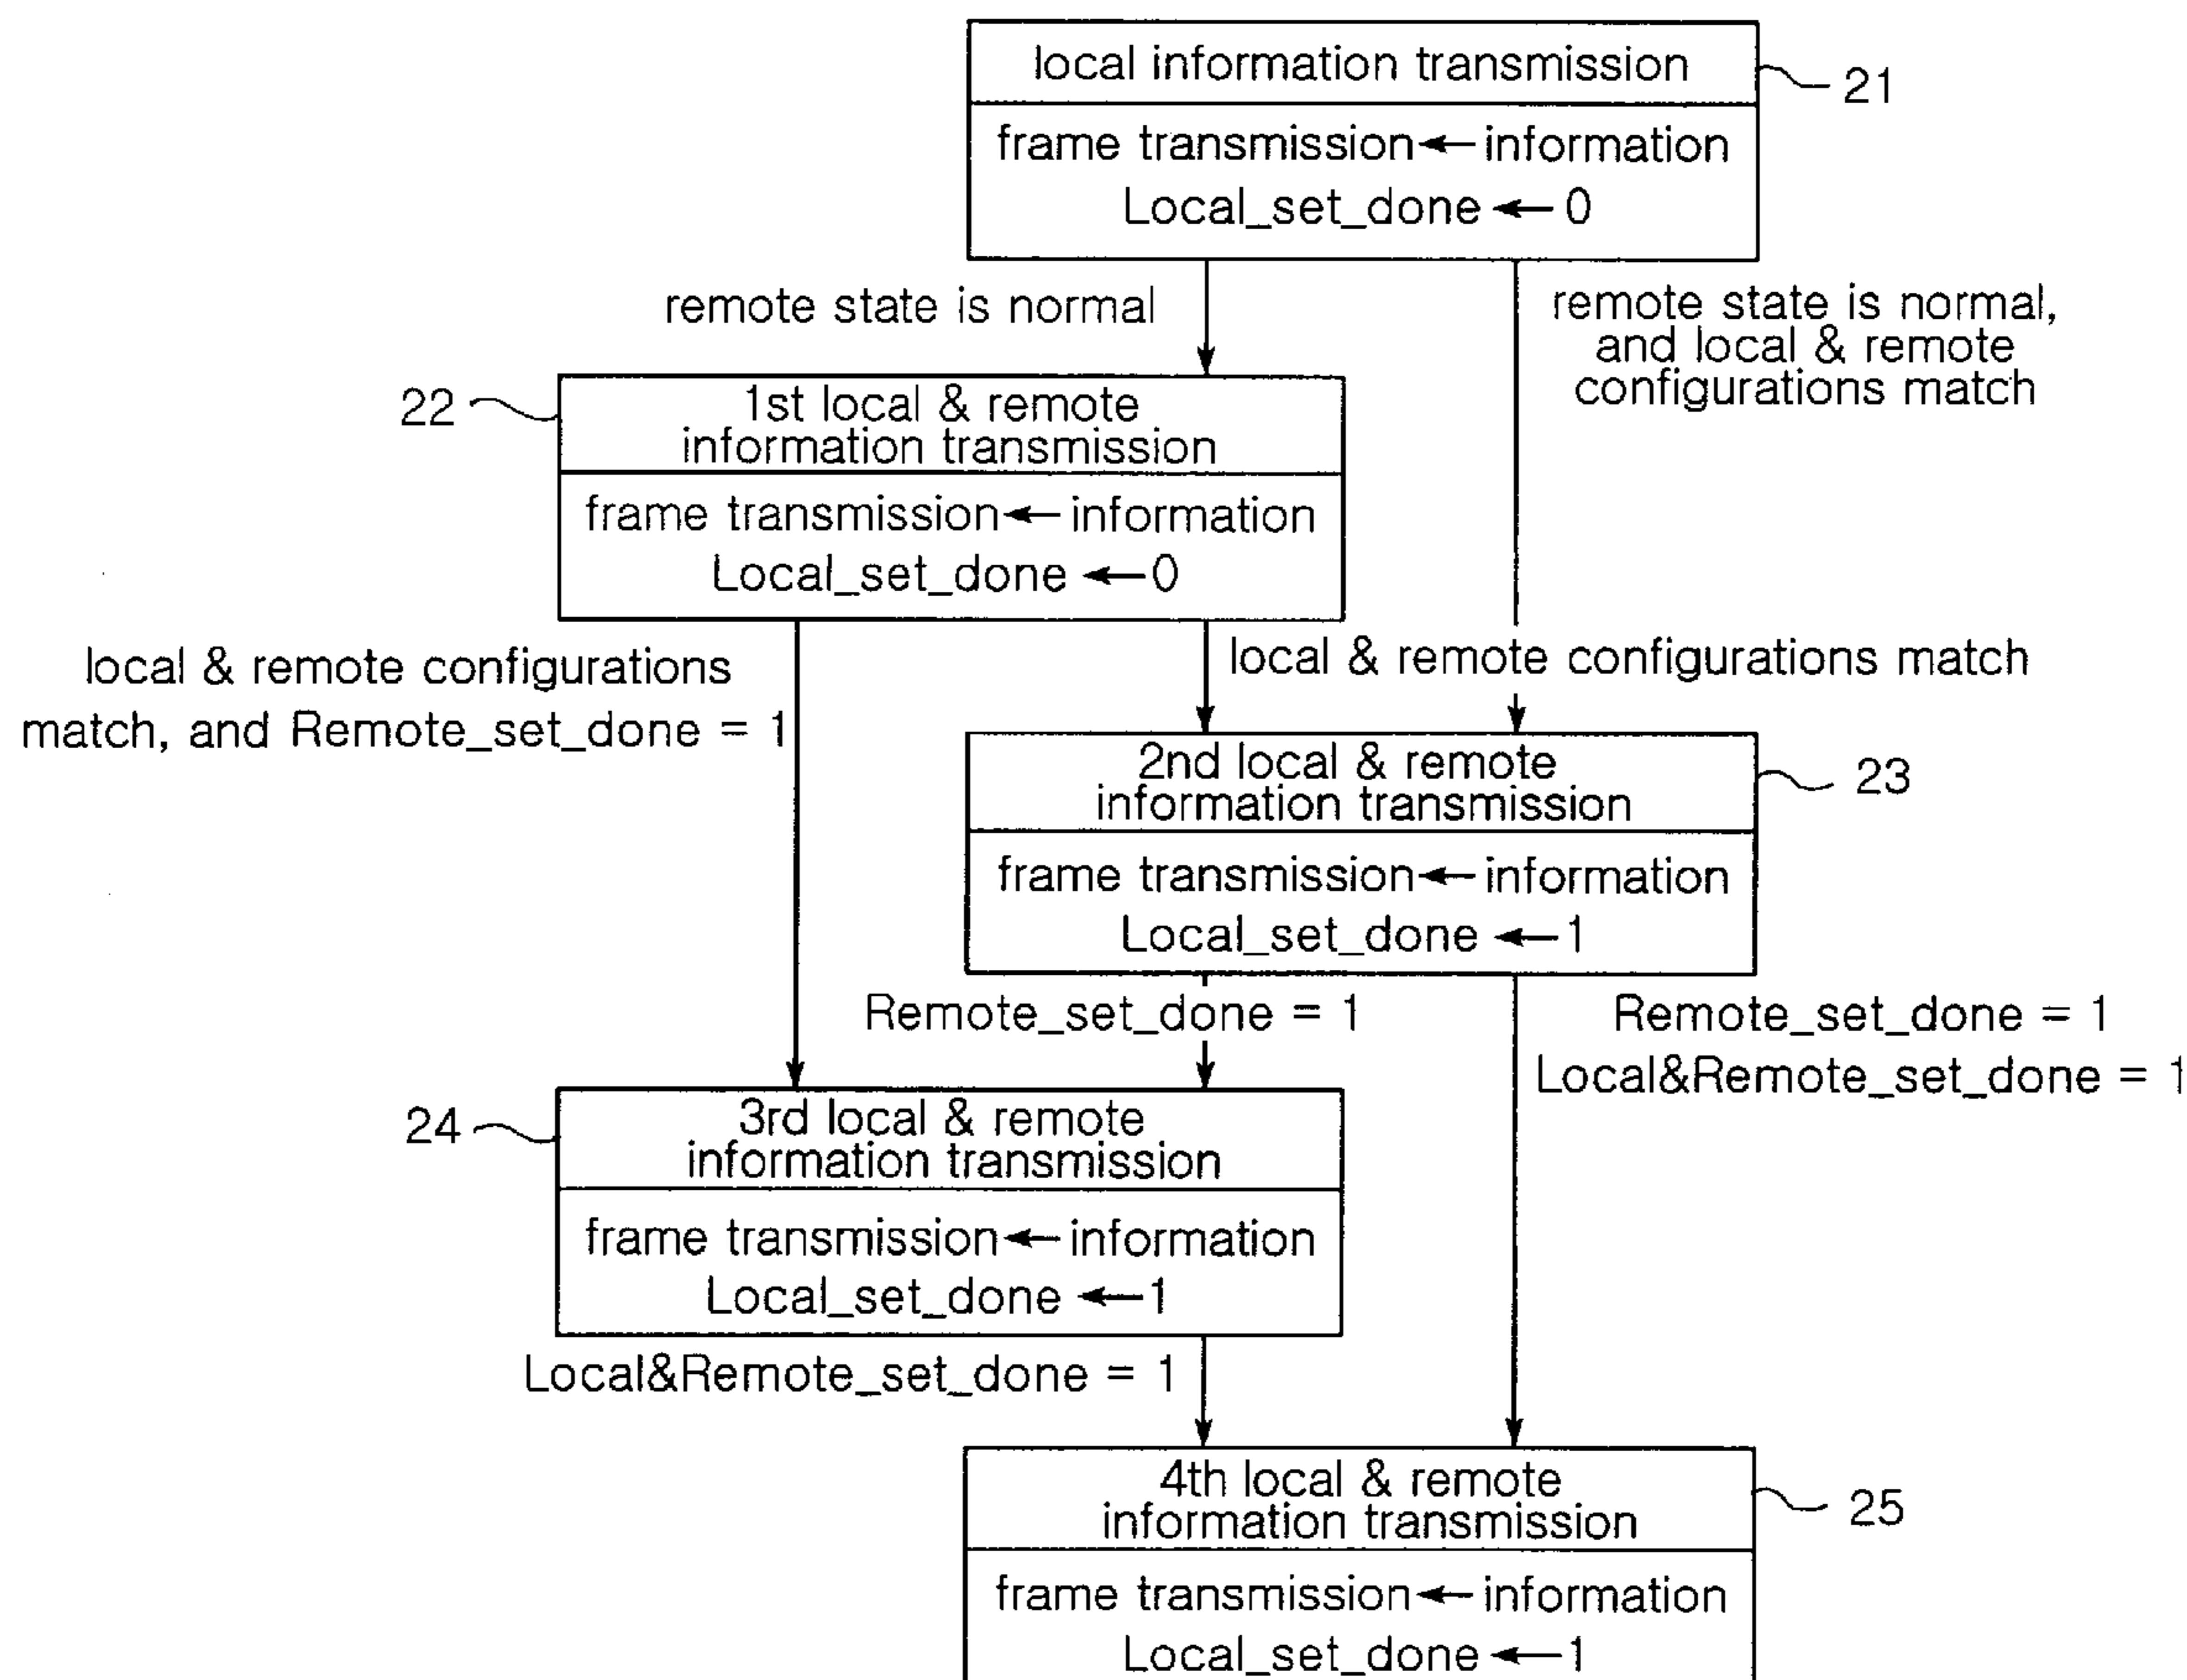 local information transmission
21
frame transmission←information
Local_set_done ←0
remote state is normal
remote state is normal,
and local & remote
configurations match
22
1st local & remote
information transmission
frame transmission←information
Local_set_done ←0
local & remote configurations
match, and Remote_set_done = 1
local & remote configurations match
2nd local & remote
information transmission
23
frame transmission←information
Local_set_done ←1
Remote_set_done = 1
Remote_set_done = 1
Local&Remote_set_done = 1
24
3rd local & remote
information transmission
frame transmission←information
Local_set_done ←1
Local&Remote_set_done = 1
4th local & remote
information transmission
25
frame transmission←information
Local_set_done ←1